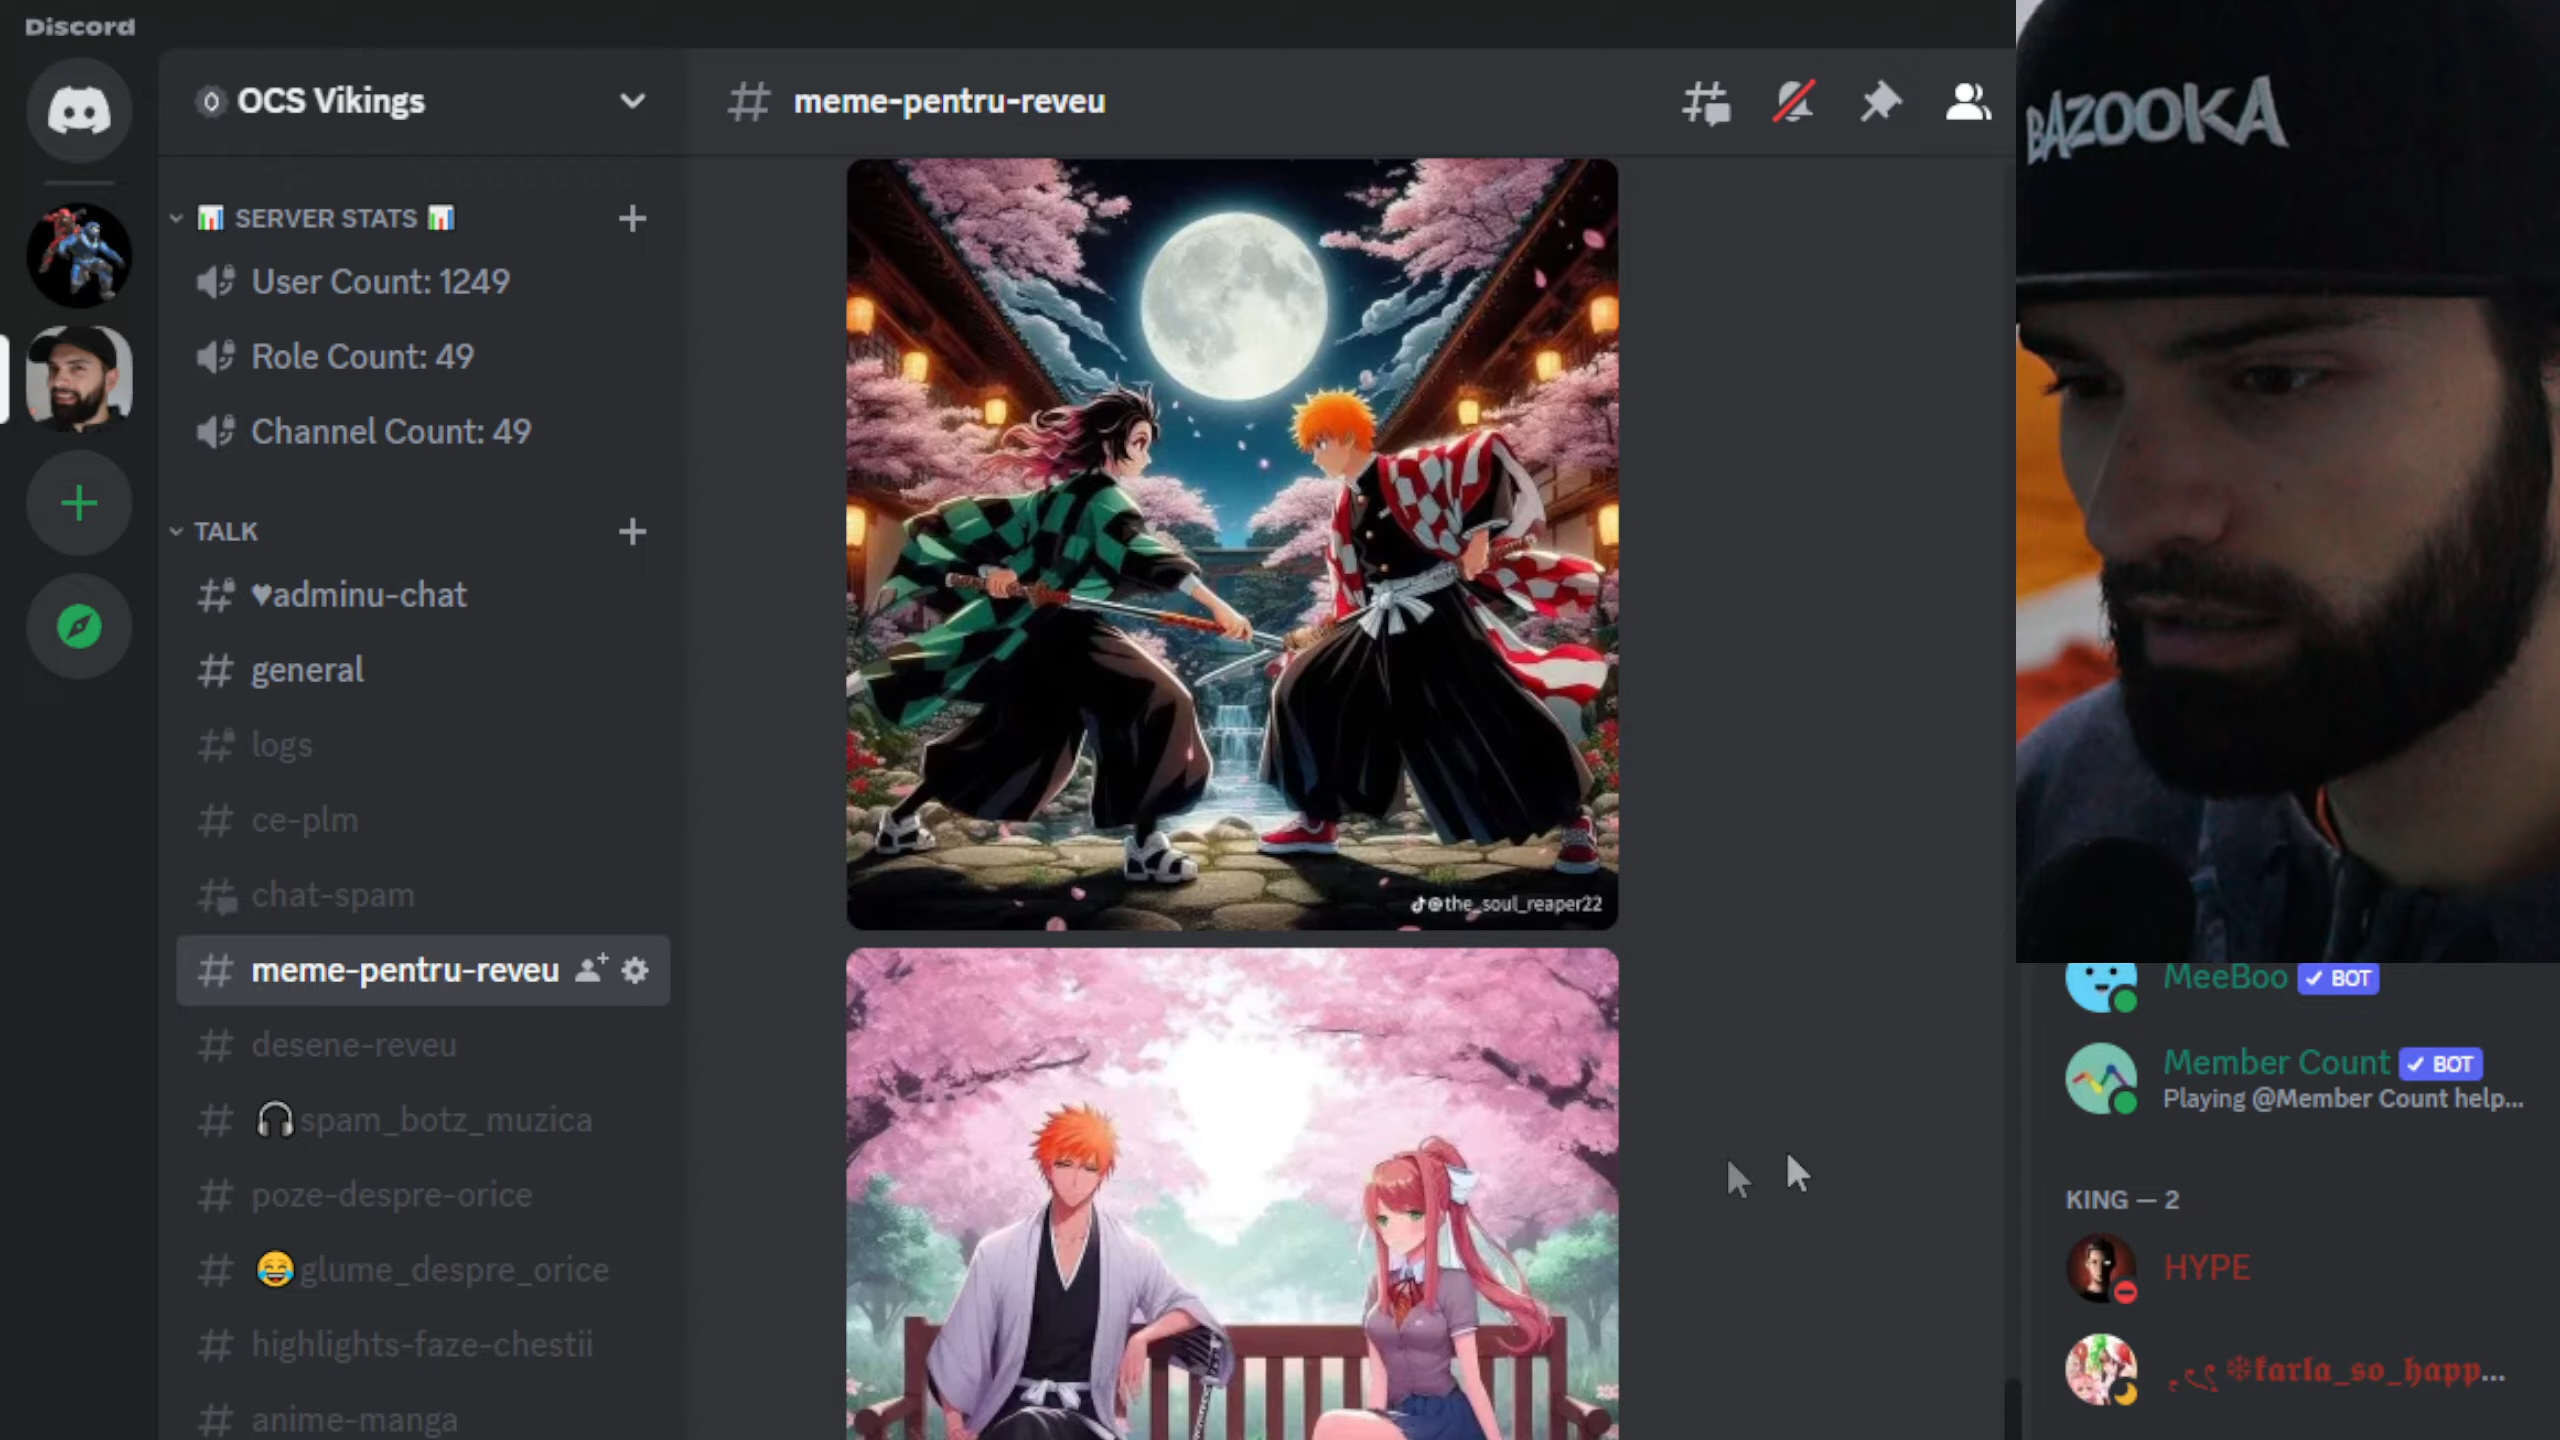 Discord
OCS Vikings
SERVER STATS
User Count: 1249
Role Count: 49
Channel Count: 49
TALK
♥adminu-chat
general
logs
ce-plm
chat-spam
meme-pentru-reveu
desene-reveu
spam_botz_muzica
poze-despre-orice
glume_despre_orice
highlights-faze-chestii
anime-manga
meme-pentru-reveu
@the_soul_reaper22
BAZOOKA
MeeBoo BOT
Member Count BOT
Playing @Member Count help...
KING — 2
HYPE
karla_so_happ...